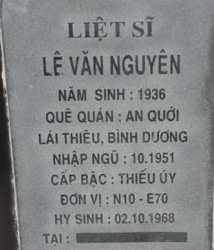 LIỆT SĨ
LÊ VĂN NGUYÊN
NĂM SINH : 1936
QUÊ QUÁN : AN QUỚI
LÁI THIÊU, BÌNH DƯƠNG
NHẬP NGŨ : 10.1951
CẤP BẬC : THIẾU ÚY
ĐƠN VỊ : N10 - E70
HY SINH : 02.10.1968
TẠI :